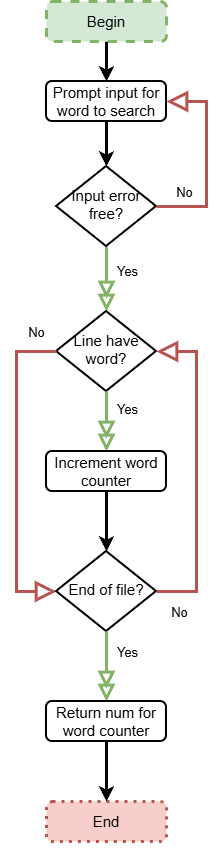 Begin
Prompt input for
word to search
No
Input error
free?
Yes
No
Line have
word?
Yes
Increment word
counter
End of file?
No
Yes
Return num for
word counter
End